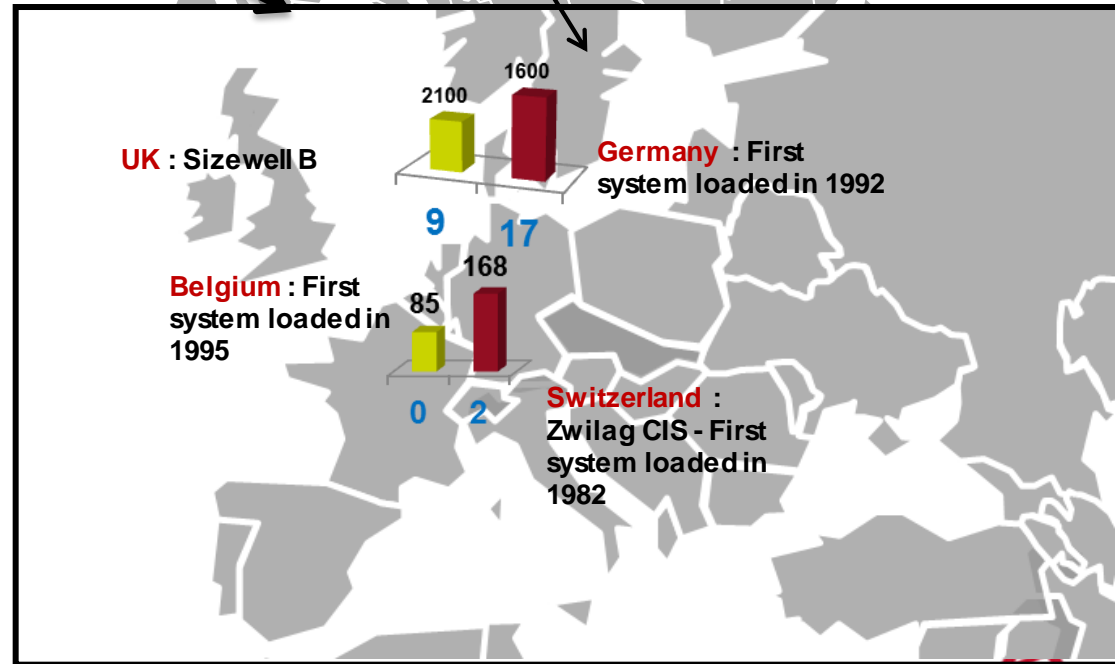 1600
2100
UK : Sizewell B
Germany : First
system loaded in 1992
9
17
168
85
Belgium : First
system loaded in
1995
0
2
Switzerland :
Zwilag CIS - First
system loaded in
1982